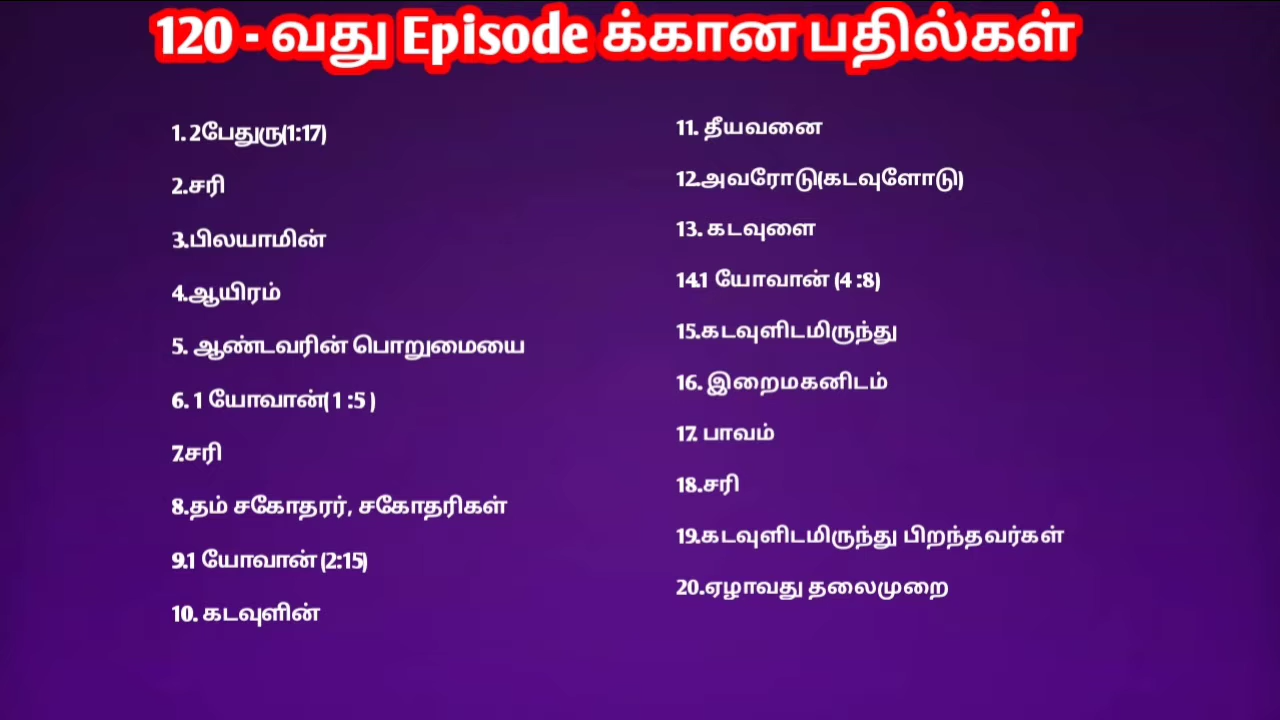 120 - வது Episode க்கான பதில்கள்
1. 2பேதுரு(1:17)
2.சரி
3.பிலயாமின்
4.ஆயிரம்
5. ஆண்டவரின் பொறுமையை
6. 1 யோவான்( 1 :5 )
7.சரி
8.தம் சகோதரர், சகோதரிகள்
9.1 யோவான் (2:15)
10. கடவுளின்
11. தீயவனை
12.அவரோடு(கடவுளோடு)
13. கடவுளை
14.1 யோவான் (4 :8)
15.கடவுளிடமிருந்து
16. இறைமகனிடம்
17. பாவம்
18.சரி
19.கடவுளிடமிருந்து பிறந்தவர்கள்
20.ஏழாவது தலைமுறை